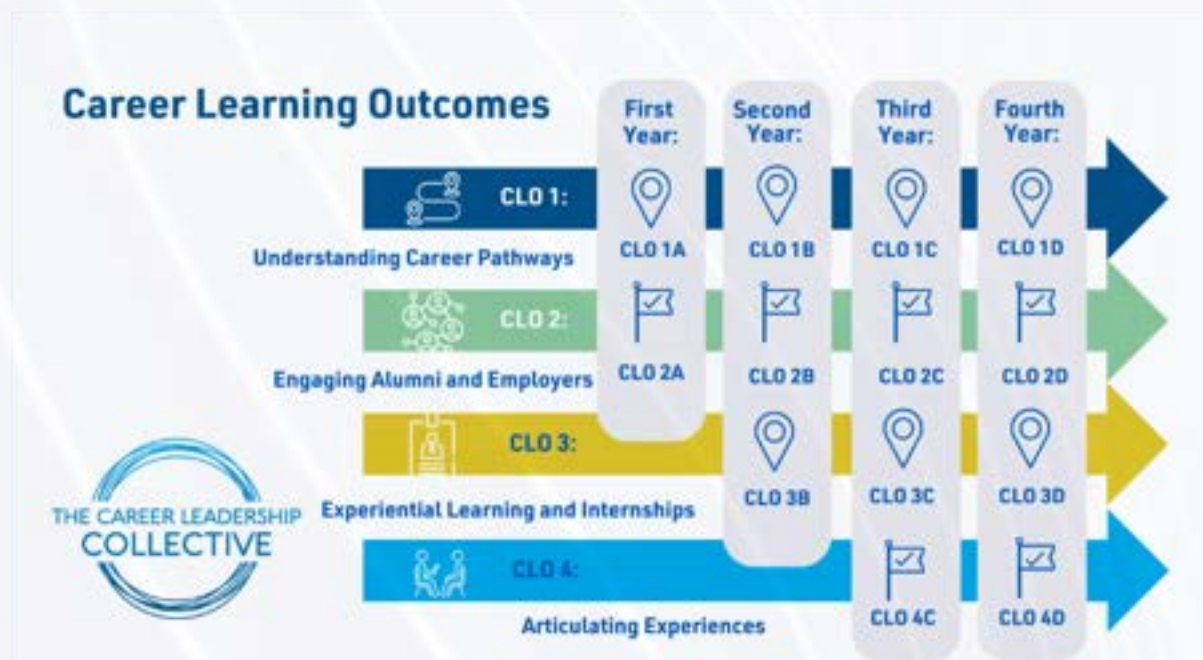 Career Learning Outcomes
First
Year:
Second
Year:
Third
Year:
Fourth
Year:
CLO 1:
Understanding Career Pathways
CLO 1A
CLO 1B
CLO 1C
CLO 1D
CLO 2:
Engaging Alumni and Employers
CLO 2A
CLO 2B
CLO 2C
CLO 2D
CLO 3:
Experiential Learning and Internships
CLO 3B
CLO 3C
CLO 3D
CLO 4:
Articulating Experiences
CLO 4C
CLO 4D
THE CAREER LEADERSHIP
COLLECTIVE